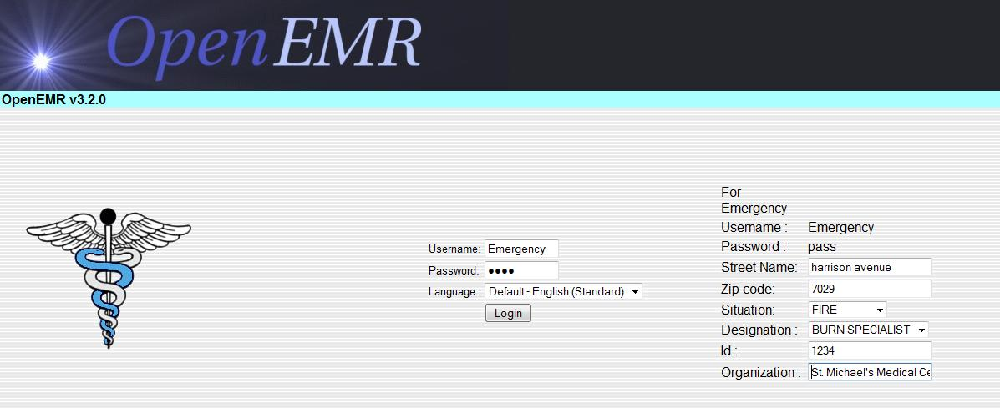 OpenEMR
OpenEMR v3.2.0
Username: Emergency
Password: ••••
Language: Default - English (Standard)
Login
For
Emergency
Username : Emergency
Password : pass
Street Name: harrison avenue
Zip code: 7029
Situation: FIRE
Designation : BURN SPECIALIST
Id : 1234
Organization : St. Michael's Medical Ce